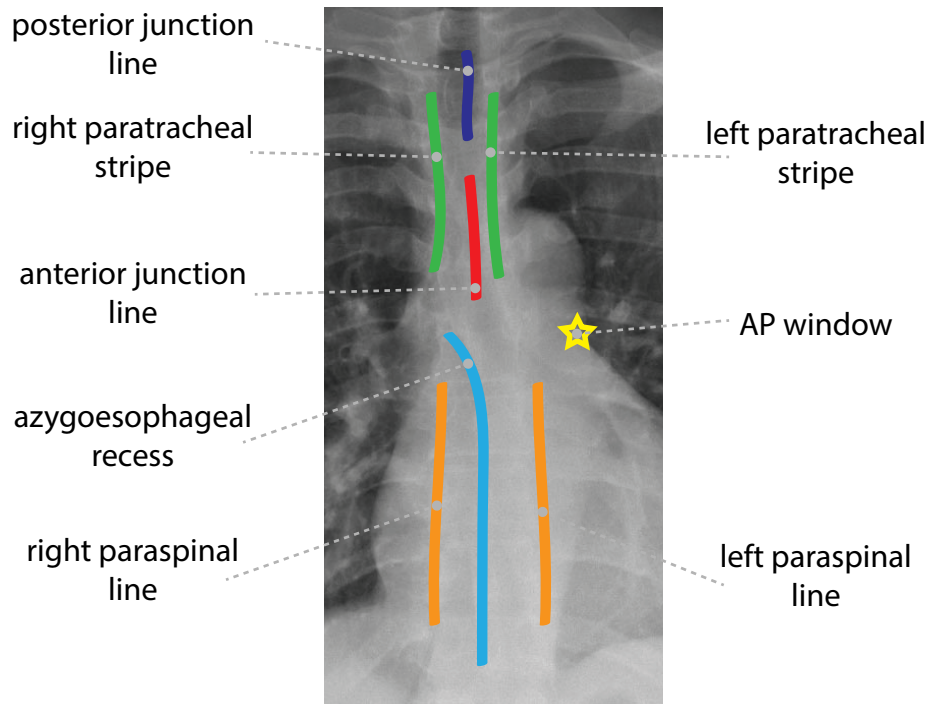 posterior junction
line
right paratracheal
stripe
left paratracheal
stripe
anterior junction
line
AP window
azygoesophageal
recess
right paraspinal
line
left paraspinal
line